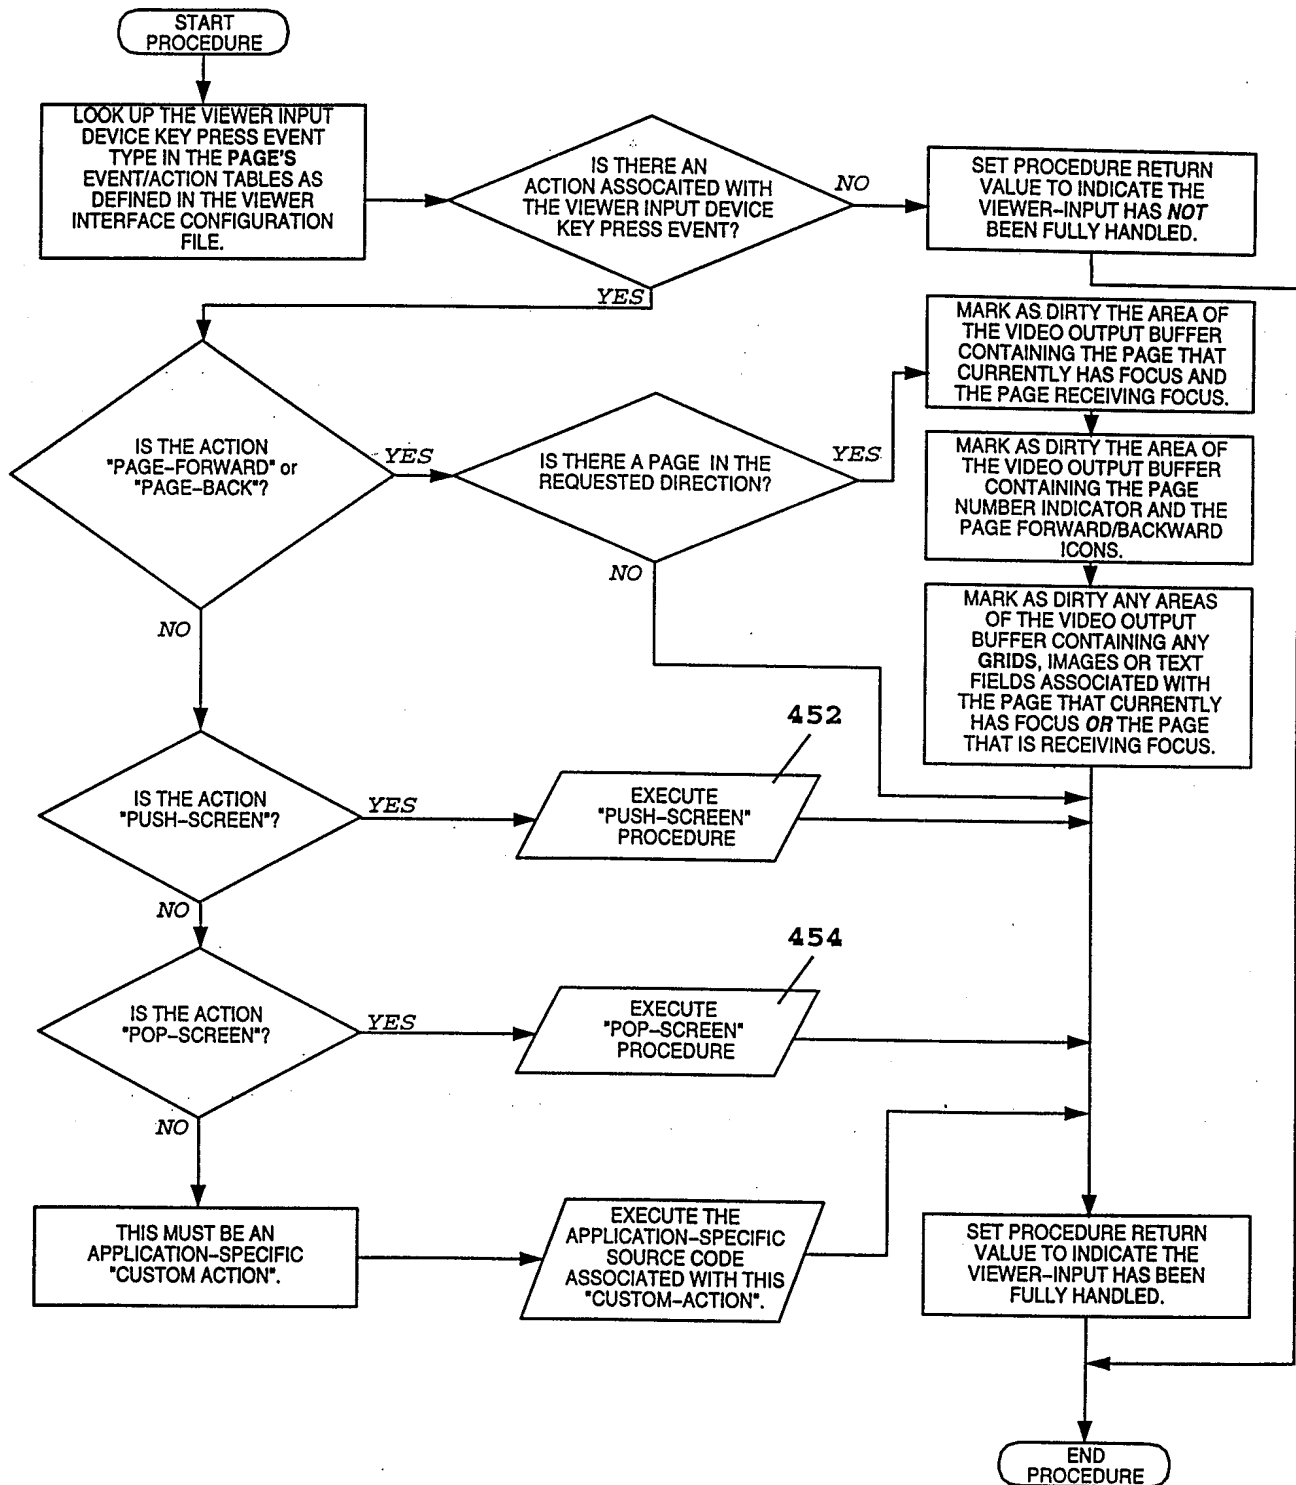 START
PROCEDURE
LOOK UP THE VIEWER INPUT
DEVICE KEY PRESS EVENT
TYPE IN THE PAGE'S
EVENT/ACTION TABLES AS
DEFINED IN THE VIEWER
INTERFACE CONFIGURATION
FILE.
IS THERE AN
ACTION ASSOCAITED WITH
THE VIEWER INPUT DEVICE
KEY PRESS EVENT?
NO
SET PROCEDURE RETURN
VALUE TO INDICATE THE
VIEWER-INPUT HAS NOT
BEEN FULLY HANDLED.
YES
IS THE ACTION
"PAGE-FORWARD" or
"PAGE-BACK"?
YES
IS THERE A PAGE IN THE
REQUESTED DIRECTION?
YES
MARK AS DIRTY THE AREA OF
THE VIDEO OUTPUT BUFFER
CONTAINING THE PAGE THAT
CURRENTLY HAS FOCUS AND
THE PAGE RECEIVING FOCUS.
MARK AS DIRTY THE AREA OF
THE VIDEO OUTPUT BUFFER
CONTAINING THE PAGE
NUMBER INDICATOR AND THE
PAGE FORWARD/BACKWARD
ICONS.
NO
MARK AS DIRTY ANY AREAS
OF THE VIDEO OUTPUT
BUFFER CONTAINING ANY
GRIDS, IMAGES OR TEXT
FIELDS ASSOCIATED WITH
THE PAGE THAT CURRENTLY
HAS FOCUS OR THE PAGE
THAT IS RECEIVING FOCUS.
NO
IS THE ACTION
"PUSH-SCREEN"?
YES
452
EXECUTE
"PUSH-SCREEN"
PROCEDURE
NO
IS THE ACTION
"POP-SCREEN"?
YES
454
EXECUTE
"POP-SCREEN"
PROCEDURE
NO
THIS MUST BE AN
APPLICATION-SPECIFIC
"CUSTOM ACTION".
EXECUTE THE
APPLICATION-SPECIFIC
SOURCE CODE
ASSOCIATED WITH THIS
"CUSTOM-ACTION".
SET PROCEDURE RETURN
VALUE TO INDICATE THE
VIEWER-INPUT HAS BEEN
FULLY HANDLED.
END
PROCEDURE